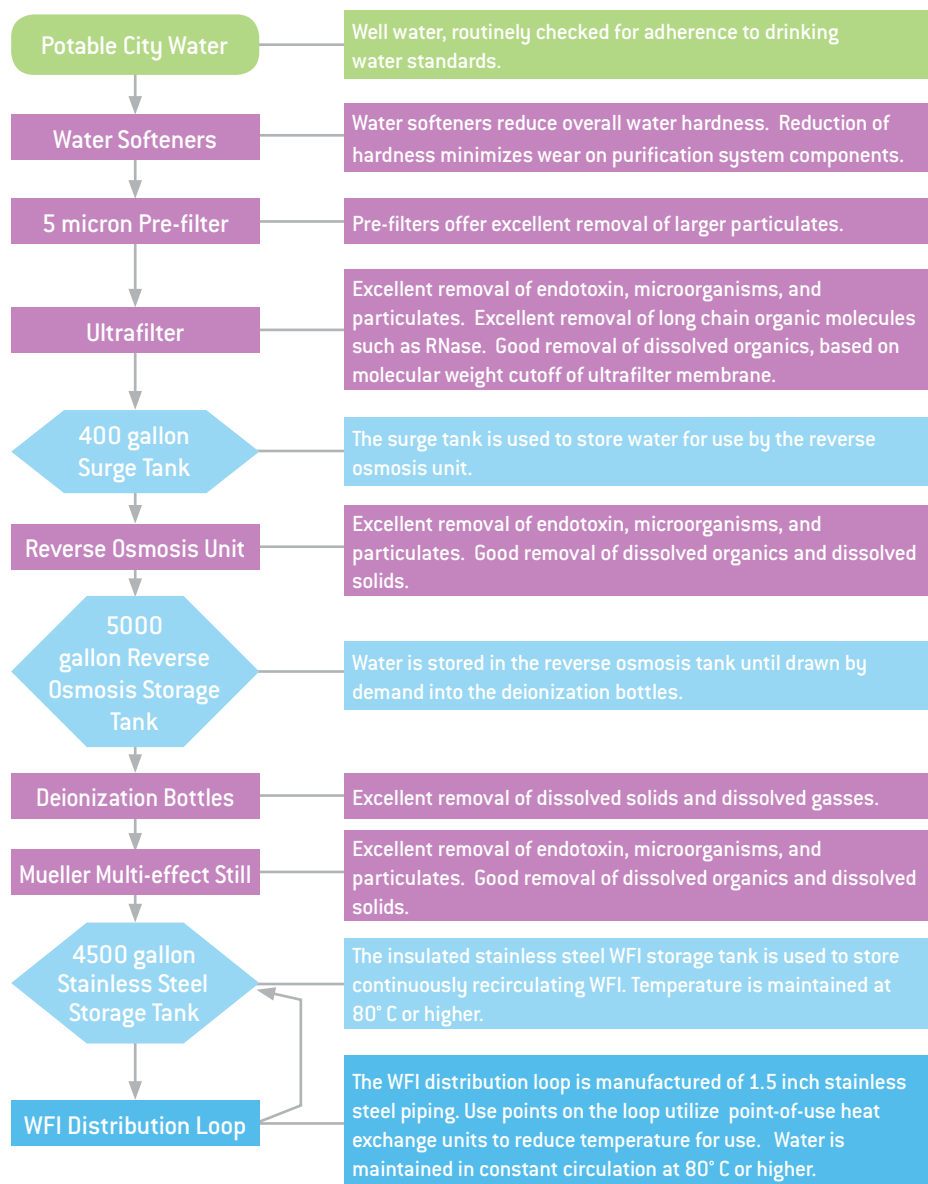 Potable City Water
Well water, routinely checked for adherence to drinking
water standards.
Water Softeners
Water softeners reduce overall water hardness. Reduction of
hardness minimizes wear on purification system components.
5 micron Pre-filter
Pre-filters offer excellent removal of larger particulates.
Ultrafilter
Excellent removal of endotoxin, microorganisms, and
particulates. Excellent removal of long chain organic molecules
such as RNase. Good removal of dissolved organics, based on
molecular weight cutoff of ultrafilter membrane.
400 gallon
Surge Tank
The surge tank is used to store water for use by the reverse
osmosis unit.
Reverse Osmosis Unit
Excellent removal of endotoxin, microorganisms, and
particulates. Good removal of dissolved organics and dissolved
solids.
5000
gallon Reverse
Osmosis Storage
Tank
Water is stored in the reverse osmosis tank until drawn by
demand into the deionization bottles.
Deionization Bottles
Excellent removal of dissolved solids and dissolved gasses.
Mueller Multi-effect Still
Excellent removal of endotoxin, microorganisms, and
particulates. Good removal of dissolved organics and dissolved
solids.
4500 gallon
Stainless Steel
Storage Tank
The insulated stainless steel WFI storage tank is used to store
continuously recirculating WFI. Temperature is maintained at
80° C or higher.
WFI Distribution Loop
The WFI distribution loop is manufactured of 1.5 inch stainless
steel piping. Use points on the loop utilize point-of-use heat
exchange units to reduce temperature for use. Water is
maintained in constant circulation at 80° C or higher.